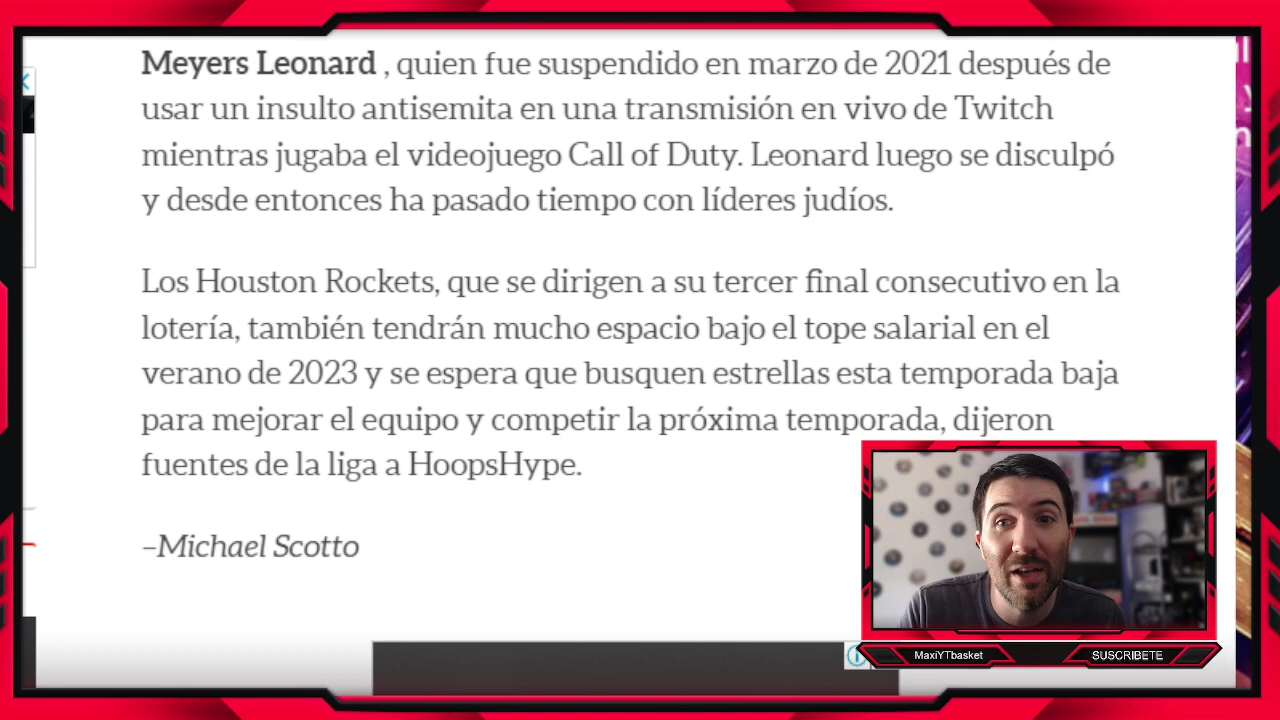 Meyers Leonard , quien fue suspendido en marzo de 2021 después de
usar un insulto antisemita en una transmisión en vivo de Twitch
mientras jugaba el videojuego Call of Duty. Leonard luego se disculpó
y desde entonces ha pasado tiempo con líderes judíos.
Los Houston Rockets, que se dirigen a su tercer final consecutivo en la
lotería, también tendrán mucho espacio bajo el tope salarial en el
verano de 2023 y se espera que busquen estrellas esta temporada baja
para mejorar el equipo y competir la próxima temporada, dijeron
fuentes de la liga a HoopsHype.
–Michael Scotto
MaxiYTbasket
SUSCRIBETE